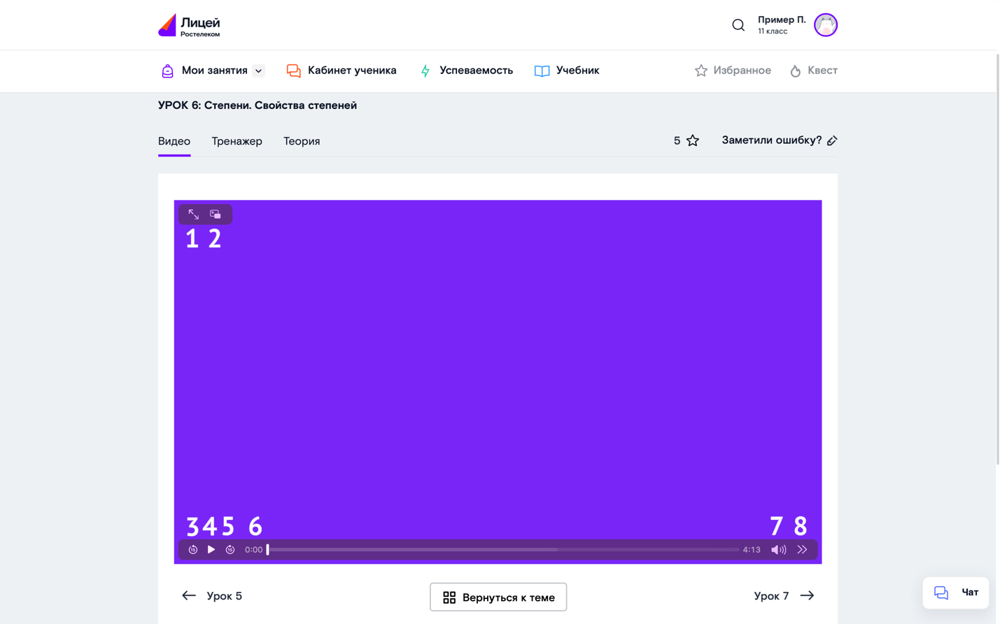 Лицей
Ростелеком
Пример П.
11 класс
Мои занятия
Кабинет ученика
Успеваемость
Учебник
Избранное
Квест
УРОК 6: Степени. Свойства степеней
Видео
Тренажер
Теория
5
Заметили ошибку?
1 2
3 4 5 6
7 8
15
15
0:00
4:13
Урок 5
Вернуться к теме
Урок 7
Чат